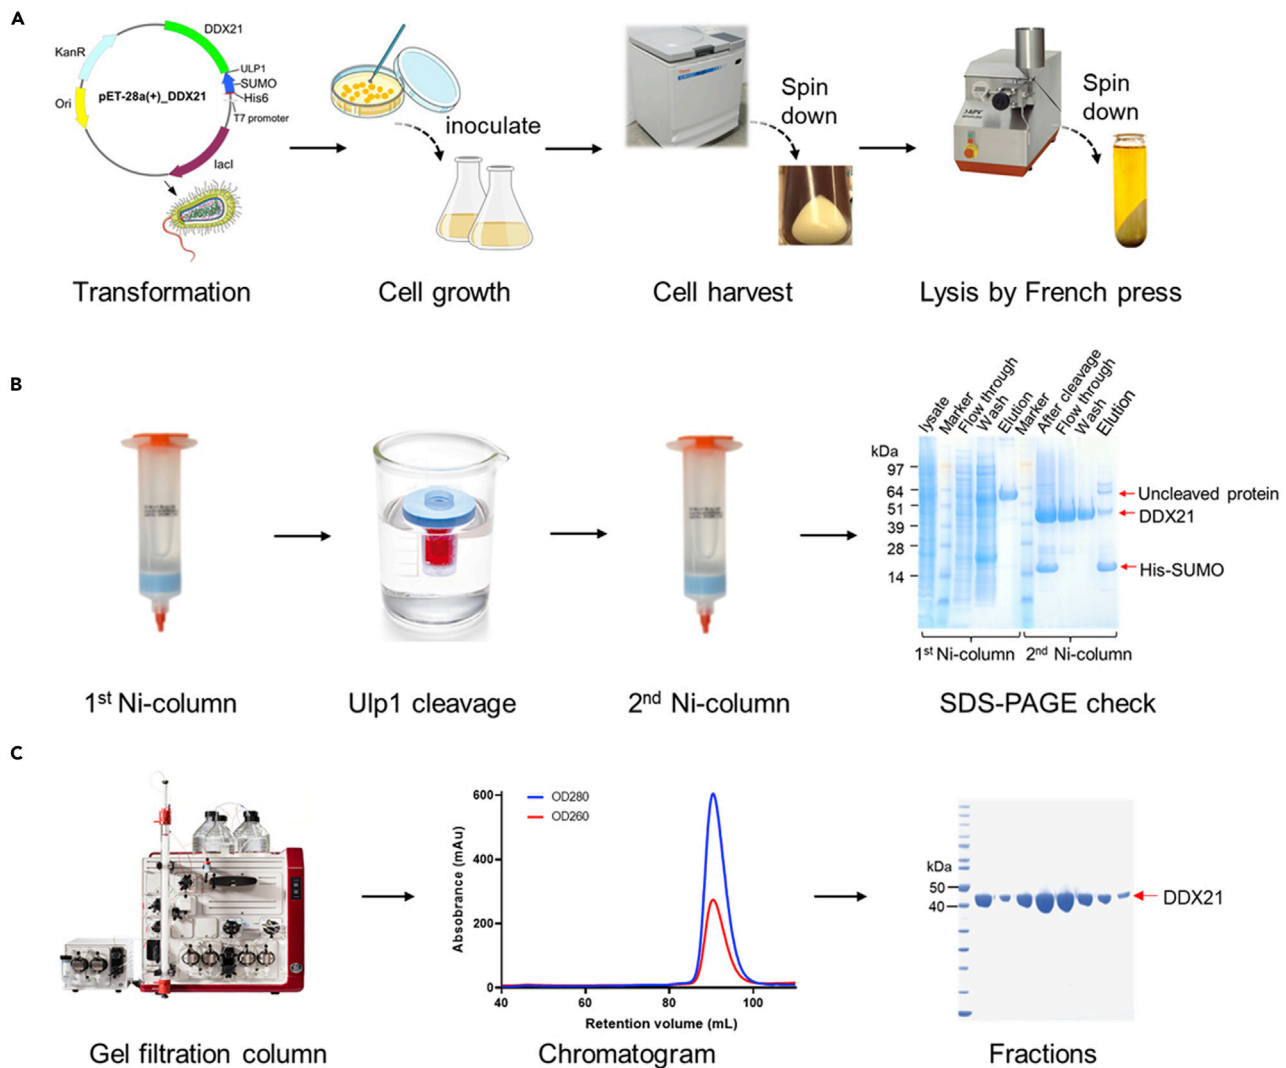 A
DDX21
KanR
ULP1
SUMO
pET-28a(+)_DDX21
His6
Ori
T7 promoter
lacI
inoculate
Spin
down
Spin
down
Transformation
Cell growth
Cell harvest
Lysis by French press
B
lysate
Marker
Flow through
Wash
Elution
Marker
After cleavage
Flow through
Wash
Elution
kDa
97
64
51
39
28
14
Uncleaved protein
DDX21
His-SUMO
1st Ni-column
2nd Ni-column
1st Ni-column
Ulp1 cleavage
2nd Ni-column
SDS-PAGE check
C
600
400
200
0
40
60
80
100
Absobrance (mAu)
Retention volume (mL)
OD280
OD260
kDa
50
40
DDX21
Gel filtration column
Chromatogram
Fractions